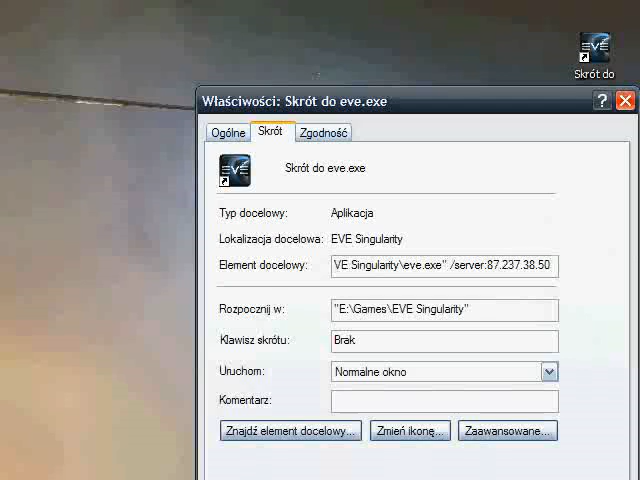 EVE
Skrót do
Właściwości: Skrót do eve.exe
Ogólne Skrót Zgodność
EVE
Skrót do eve.exe
Typ docelowy: Aplikacja
Lokalizacja docelowa: EVE Singularity
Element docelowy: VE Singularity\eve.exe" /server:87.237.38.50
Rozpocznij w: "E:\Games\EVE Singularity"
Klawisz skrótu: Brak
Uruchom: Normalne okno
Komentarz:
Znajdź element docelowy... Zmień ikonę... Zaawansowane...